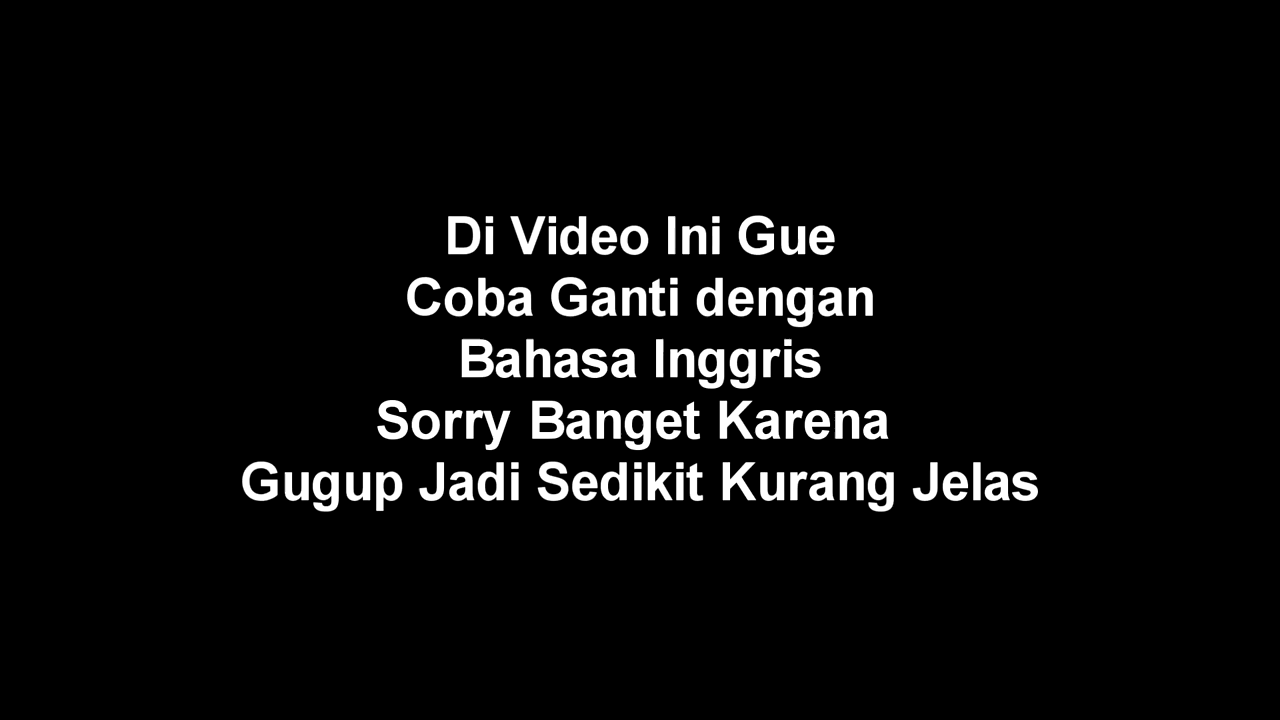 Di Video Ini Gue
Coba Ganti dengan
Bahasa Inggris
Sorry Banget Karena
Gugup Jadi Sedikit Kurang Jelas